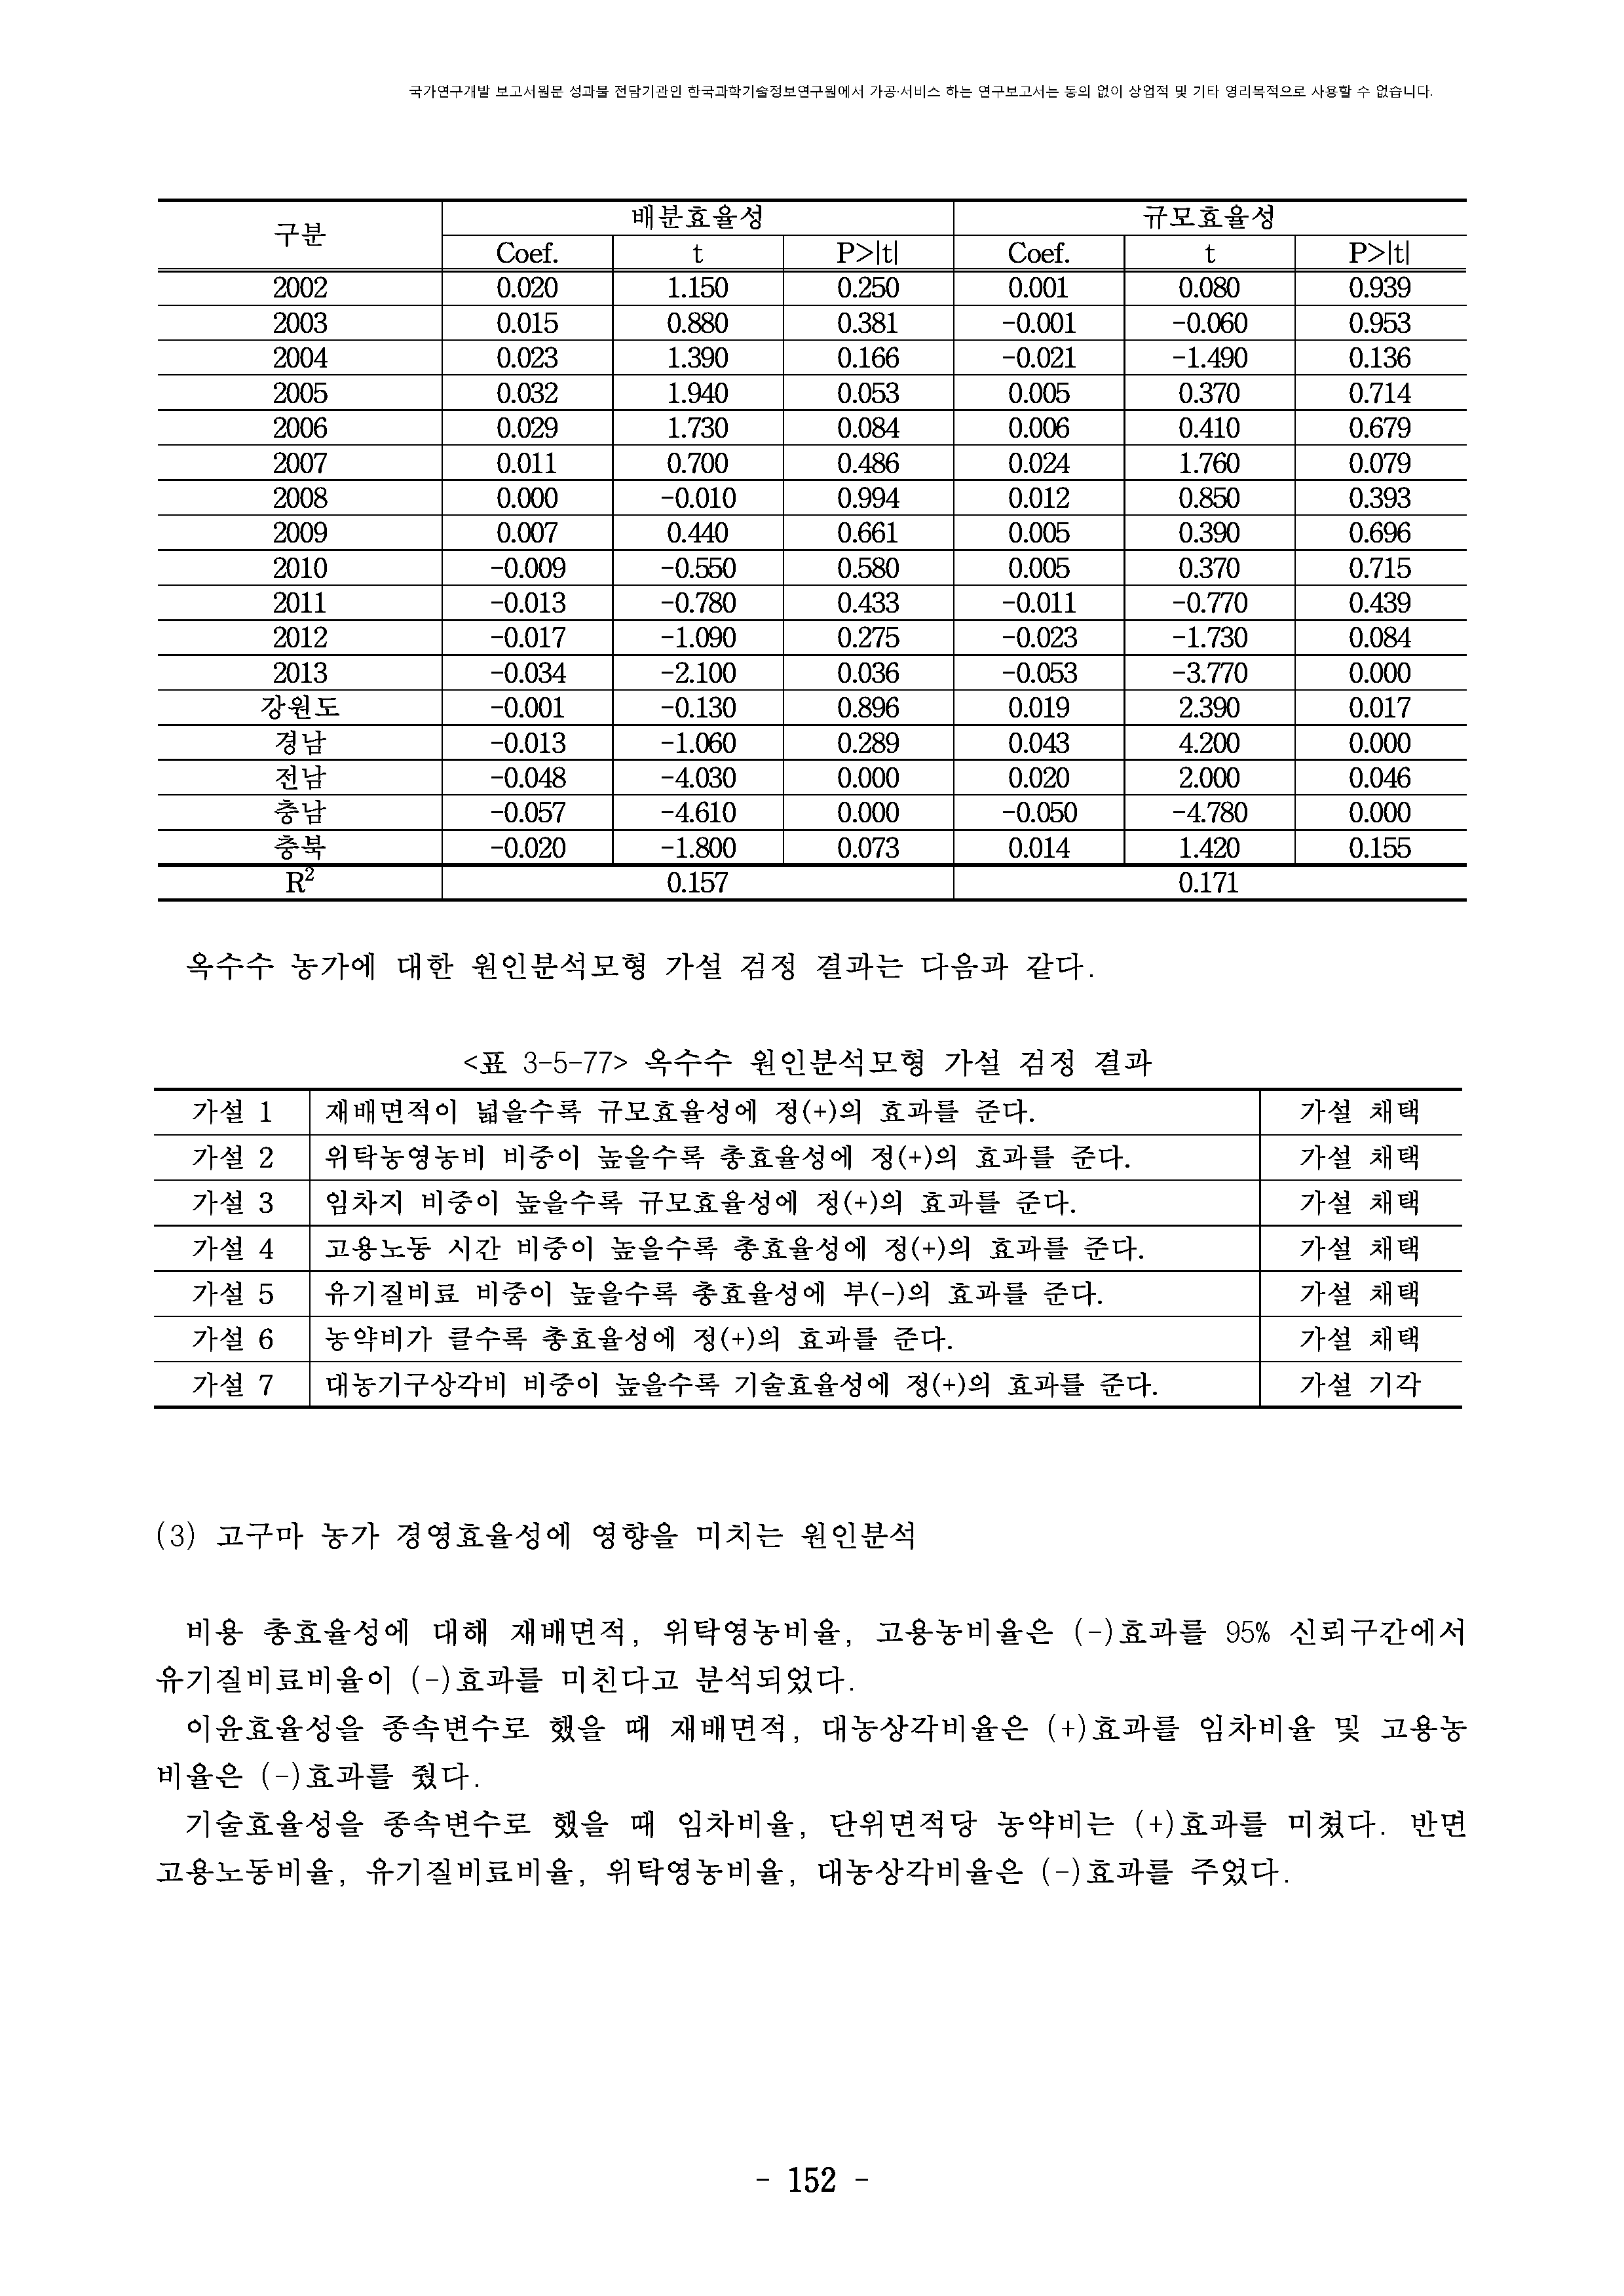 국가연구개발 보고서원문 성과물 전담기관인 한국과학기술정보연구원에서 가공·서비스 하는 연구보고서는 동의 없이 상업적 및 기타 영리목적으로 사용할 수 없습니다.
구분 배분효율성 규모효율성
Coef. t P>|t| Coef. t P>|t|
2002 0.020 1.150 0.250 0.001 0.080 0.939
2003 0.015 0.880 0.381 -0.001 -0.060 0.953
2004 0.023 1.390 0.166 -0.021 -1.490 0.136
2005 0.032 1.940 0.053 0.005 0.370 0.714
2006 0.029 1.730 0.084 0.006 0.410 0.679
2007 0.011 0.700 0.486 0.024 1.760 0.079
2008 0.000 -0.010 0.994 0.012 0.850 0.393
2009 0.007 0.440 0.661 0.005 0.390 0.696
2010 -0.009 -0.550 0.580 0.005 0.370 0.715
2011 -0.013 -0.780 0.433 -0.011 -0.770 0.439
2012 -0.017 -1.090 0.275 -0.023 -1.730 0.084
2013 -0.034 -2.100 0.036 -0.053 -3.770 0.000
강원도 -0.001 -0.130 0.896 0.019 2.390 0.017
경남 -0.013 -1.060 0.289 0.043 4.200 0.000
전남 -0.048 -4.030 0.000 0.020 2.000 0.046
충남 -0.057 -4.610 0.000 -0.050 -4.780 0.000
충북 -0.020 -1.800 0.073 0.014 1.420 0.155
R² 0.157 0.171
옥수수 농가에 대한 원인분석모형 가설 검정 결과는 다음과 같다.
<표 3-5-77> 옥수수 원인분석모형 가설 검정 결과
가설 1 재배면적이 넓을수록 규모효율성에 정(+)의 효과를 준다. 가설 채택
가설 2 위탁농영농비 비중이 높을수록 총효율성에 정(+)의 효과를 준다. 가설 채택
가설 3 임차지 비중이 높을수록 규모효율성에 정(+)의 효과를 준다. 가설 채택
가설 4 고용노동 시간 비중이 높을수록 총효율성에 정(+)의 효과를 준다. 가설 채택
가설 5 유기질비료 비중이 높을수록 총효율성에 부(-)의 효과를 준다. 가설 채택
가설 6 농약비가 클수록 총효율성에 정(+)의 효과를 준다. 가설 채택
가설 7 대농기구상각비 비중이 높을수록 기술효율성에 정(+)의 효과를 준다. 가설 기각
(3) 고구마 농가 경영효율성에 영향을 미치는 원인분석
비용 총효율성에 대해 재배면적, 위탁영농비율, 고용농비율은 (-)효과를 95% 신뢰구간에서
유기질비료비율이 (-)효과를 미친다고 분석되었다.
이윤효율성을 종속변수로 했을 때 재배면적, 대농상각비율은 (+)효과를 임차비율 및 고용농
비율은 (-)효과를 줬다.
기술효율성을 종속변수로 했을 때 임차비율, 단위면적당 농약비는 (+)효과를 미쳤다. 반면
고용노동비율, 유기질비료비율, 위탁영농비율, 대농상각비율은 (-)효과를 주었다.
- 152 -